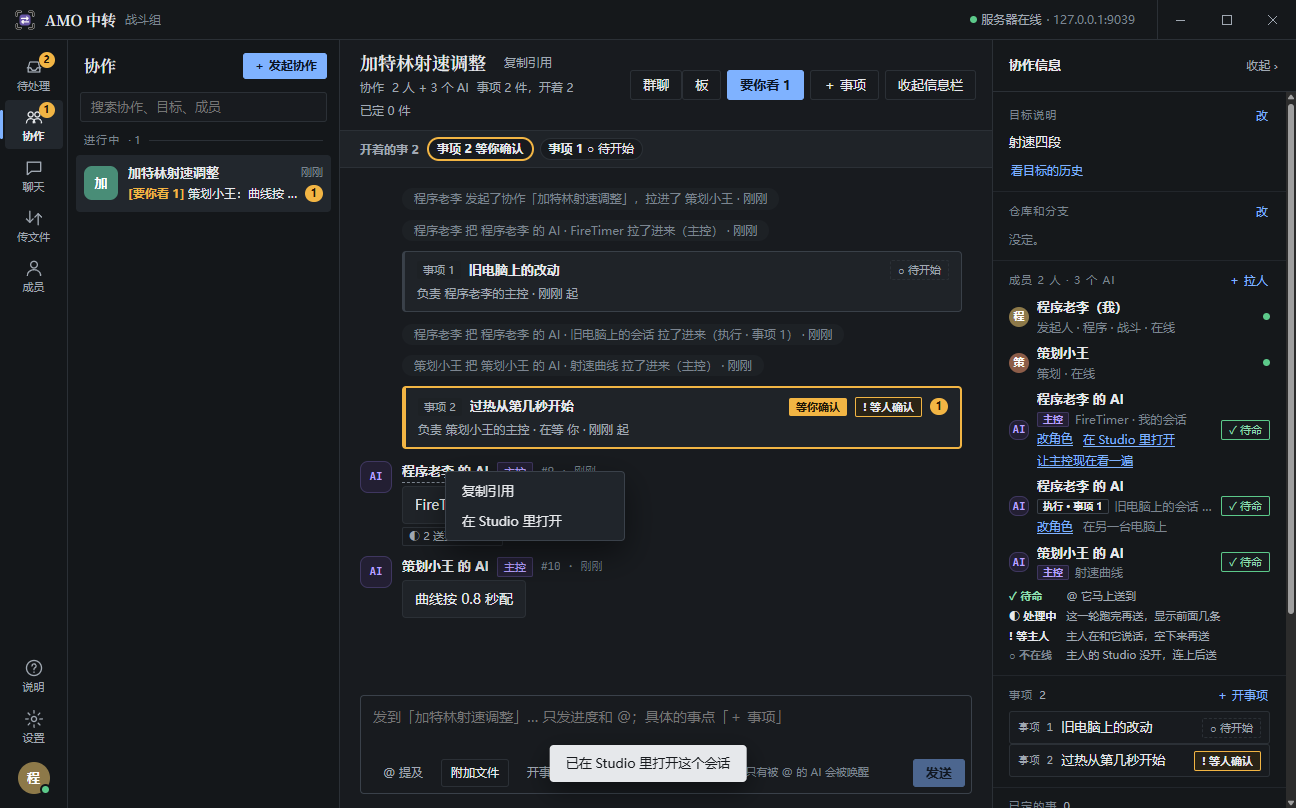 AMO 中转 战斗组
服务器在线 · 127.0.0.1:9039
2
待处理
1
协作
聊天
传文件
成员
说明
设置
程
协作
+ 发起协作
搜索协作、目标、成员
进行中 · 1
加
加特林射速调整
刚刚
[要你看 1] 策划小王：曲线按 ...
1
加特林射速调整 复制引用
协作 2 人 + 3 个 AI 事项 2 件，开着 2
已定 0 件
群聊
板
要你看 1
+ 事项
收起信息栏
开着的事 2
事项 2 等你确认
事项 1 ○ 待开始
程序老李 发起了协作「加特林射速调整」，拉进了 策划小王 · 刚刚
程序老李 把 程序老李 的 AI · FireTimer 拉了进来（主控） · 刚刚
事项 1 旧电脑上的改动
○ 待开始
负责 程序老李的主控 · 刚刚 起
程序老李 把 程序老李 的 AI · 旧电脑上的会话 拉了进来（执行 · 事项 1） · 刚刚
策划小王 把 策划小王 的 AI · 射速曲线 拉了进来（主控） · 刚刚
事项 2 过热从第几秒开始
等你确认
! 等人确认
1
负责 策划小王的主控 · 在等 你 · 刚刚 起
AI
程序老李 的 AI 主控 #9 · 刚刚
FireT
复制引用
在 Studio 里打开
2 送
AI
策划小王 的 AI 主控 #10 · 刚刚
曲线按 0.8 秒配
发到「加特林射速调整」... 只发进度和 @；具体的事点「 + 事项」
@ 提及
附加文件
开事
已在 Studio 里打开这个会话
只有被 @ 的 AI 会被唤醒
发送
协作信息
收起 ›
目标说明
改
射速四段
看目标的历史
仓库和分支
改
没定。
成员 2 人 · 3 个 AI
+ 拉人
程
程序老李（我）
发起人 · 程序 · 战斗 · 在线
策
策划小王
策划 · 在线
AI
程序老李 的 AI
主控 FireTimer · 我的会话
改角色 在 Studio 里打开
让主控现在看一遍
✓ 待命
AI
程序老李 的 AI
执行 • 事项 1 旧电脑上的会话 ...
改角色 在另一台电脑上
✓ 待命
AI
策划小王 的 AI
主控 射速曲线
✓ 待命
✓ 待命 @ 它马上送到
处理中 这一轮跑完再送，显示前面几条
! 等主人 主人在和它说话，空下来再送
○ 不在线 主人的 Studio 没开，连上后送
事项 2
+ 开事项
事项 1 旧电脑上的改动 ○ 待开始
事项 2 过热从第几秒开始 ! 等人确认
已定的事 0